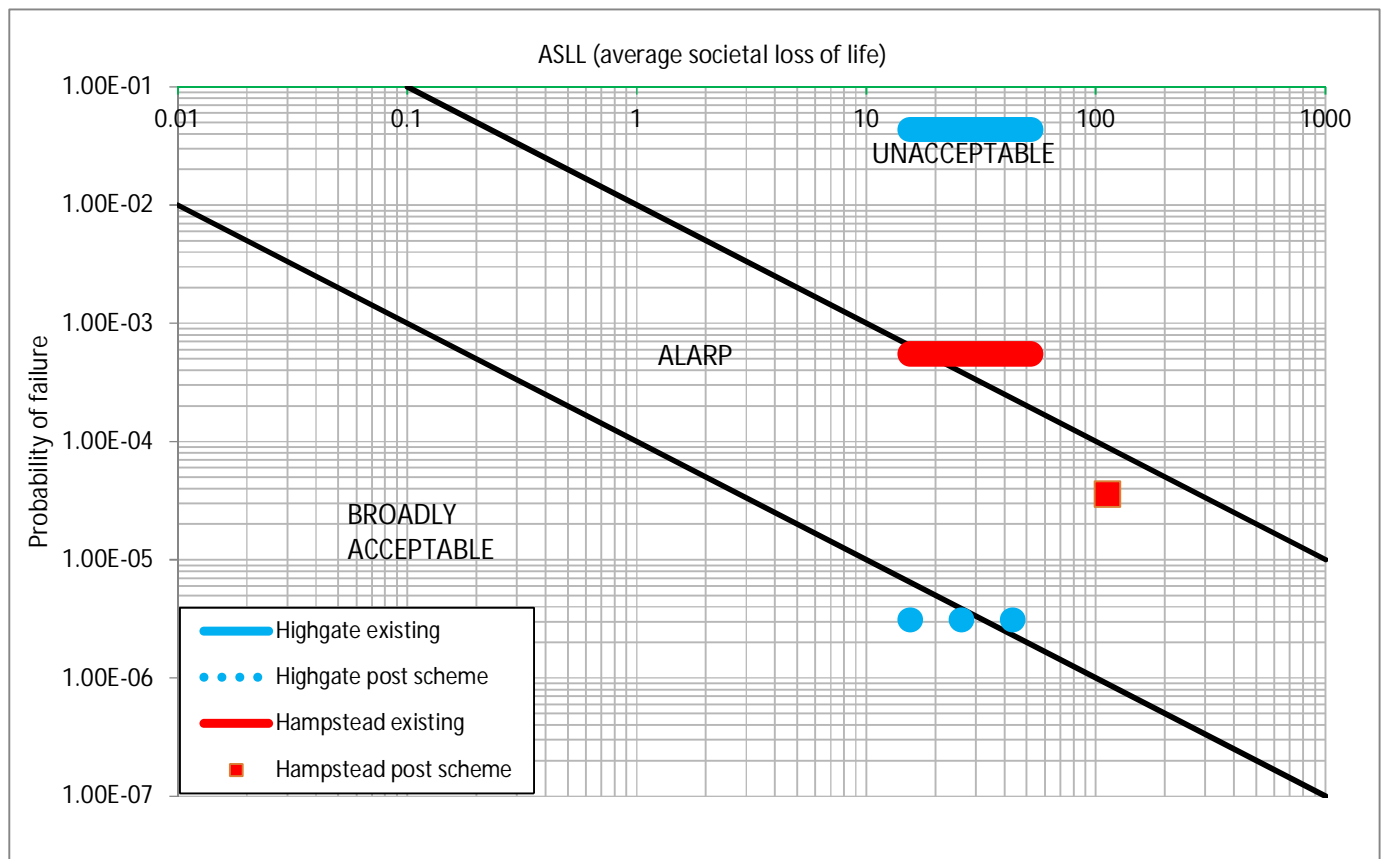 ASLL (average societal loss of life)
1.00E-01
0.01 0.1 1 10 100 1000
UNACCEPTABLE
1.00E-02
1.00E-03
ALARP
Probability of failure
1.00E-04
BROADLY
ACCEPTABLE
1.00E-05
Highgate existing
Highgate post scheme
1.00E-06
Hampstead existing
Hampstead post scheme
1.00E-07